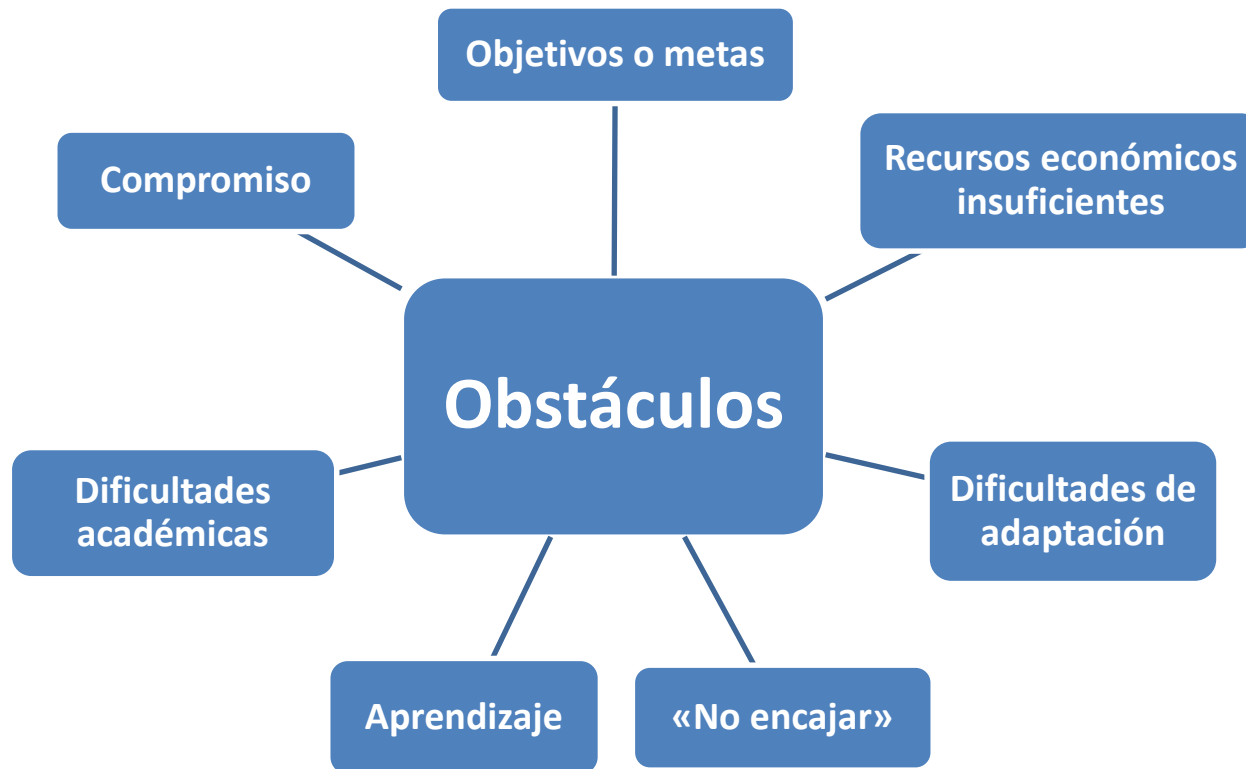 Objetivos o metas
Compromiso
Recursos económicos
insuficientes
Obstáculos
Dificultades
académicas
Dificultades de
adaptación
Aprendizaje
«No encajar»